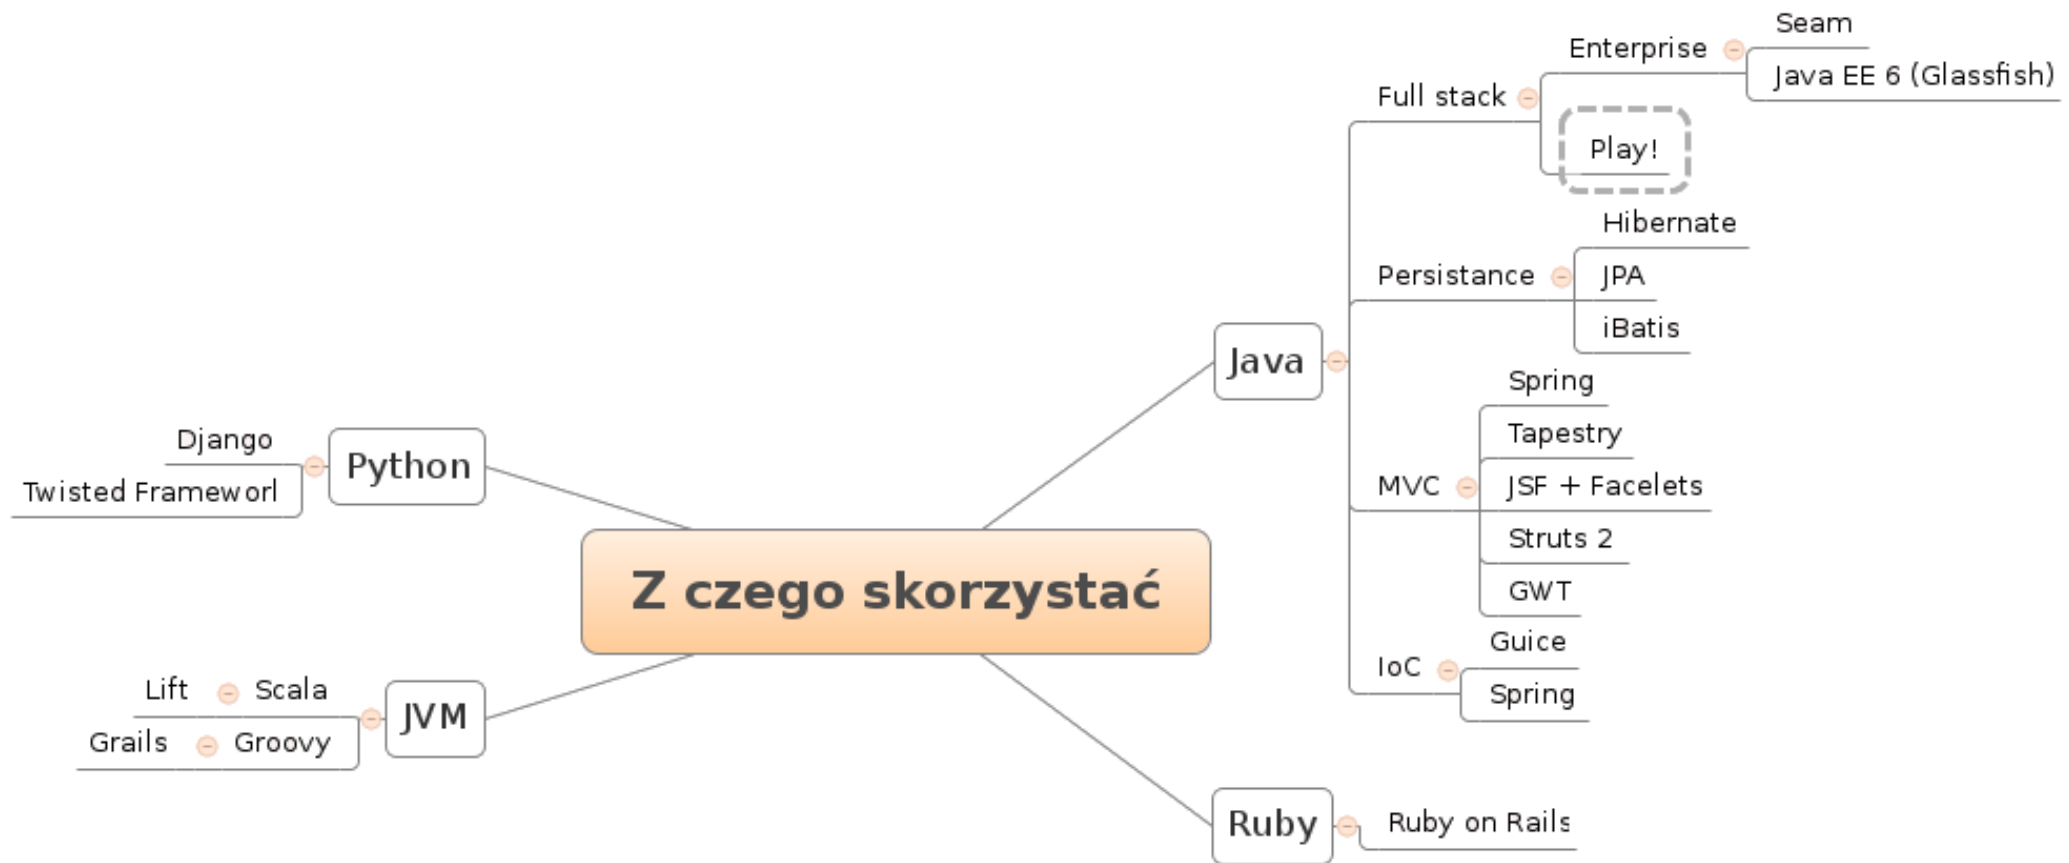 Z czego skorzystać
Java
Full stack
Enterprise
Seam
Java EE 6 (Glassfish)
Play!
Persistance
Hibernate
JPA
iBatis
MVC
Spring
Tapestry
JSF + Facelets
Struts 2
GWT
IoC
Guice
Spring
Ruby
Ruby on Rails
Python
Django
Twisted Frameworl
JVM
Scala
Lift
Groovy
Grails